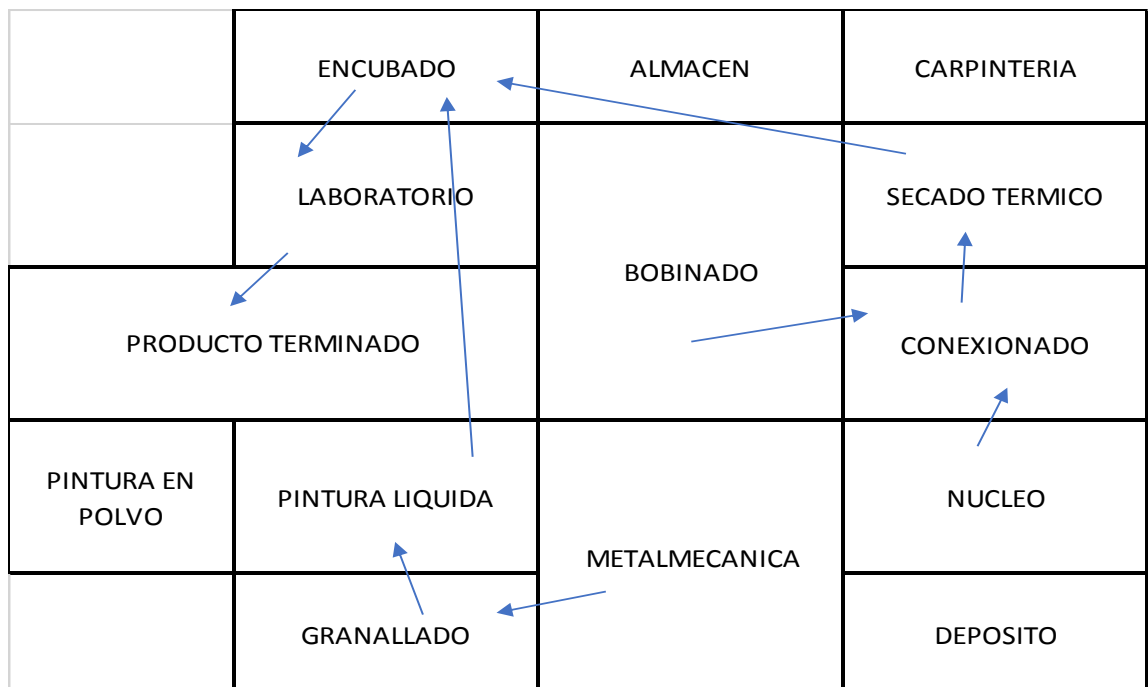 ENCUBADO
ALMACEN
CARPINTERIA
LABORATORIO
SECADO TERMICO
BOBINADO
PRODUCTO TERMINADO
CONEXIONADO
PINTURA EN
POLVO
PINTURA LIQUIDA
NUCLEO
METALMECANICA
GRANALLADO
DEPOSITO